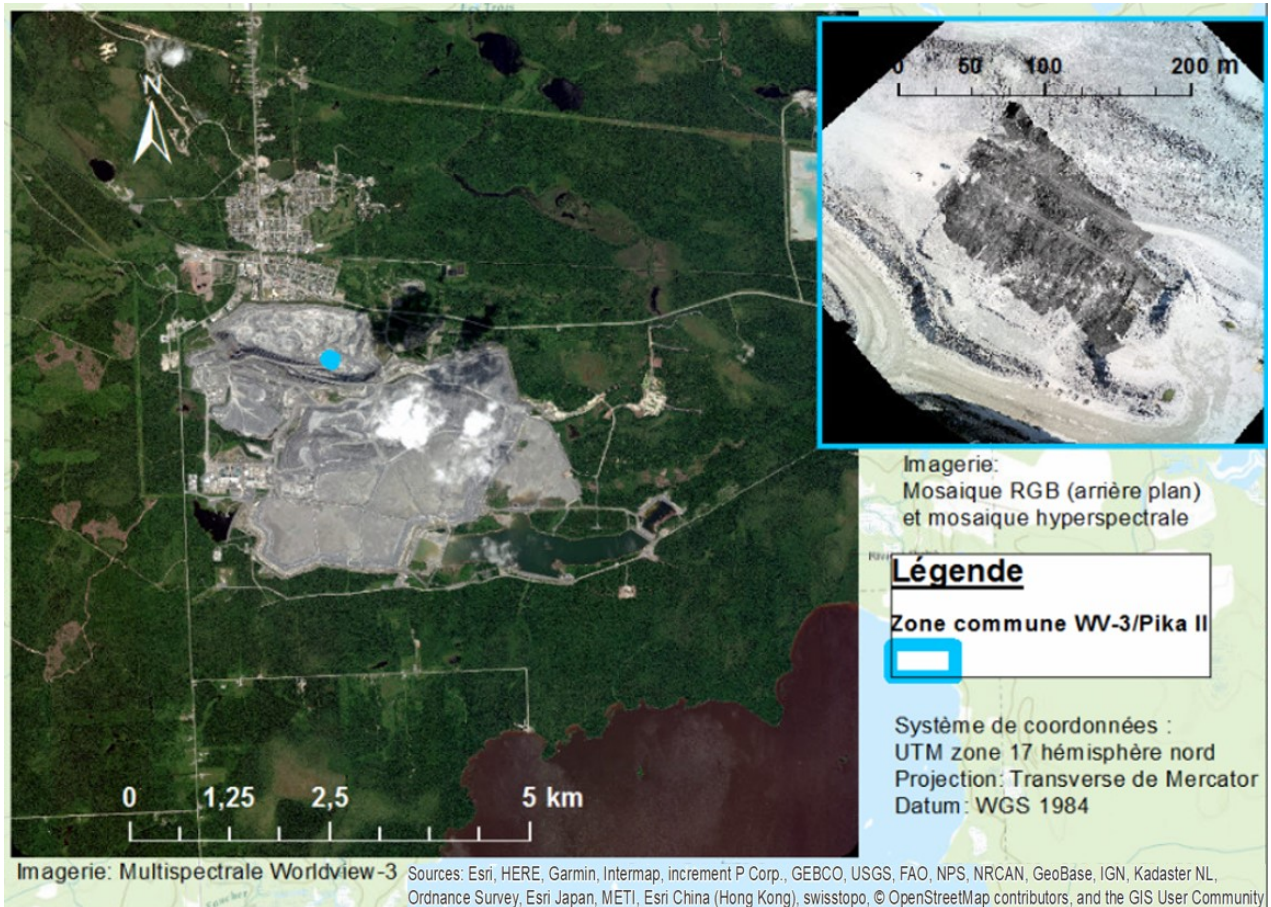 Les Trois
N
0 50 100 200 m
Imagerie:
Mosaique RGB (arrière plan)
et mosaique hyperspectrale
Légende
Zone commune WV-3/Pika II
Système de coordonnées :
UTM zone 17 hémisphère nord
Projection: Transverse de Mercator
Datum: WGS 1984
0 1,25 2,5 5 km
Imagerie: Multispectrale Worldview-3
Sources: Esri, HERE, Garmin, Intermap, increment P Corp., GEBCO, USGS, FAO, NPS, NRCAN, GeoBase, IGN, Kadaster NL,
Ordnance Survey, Esri Japan, METI, Esri China (Hong Kong), swisstopo, © OpenStreetMap contributors, and the GIS User Community